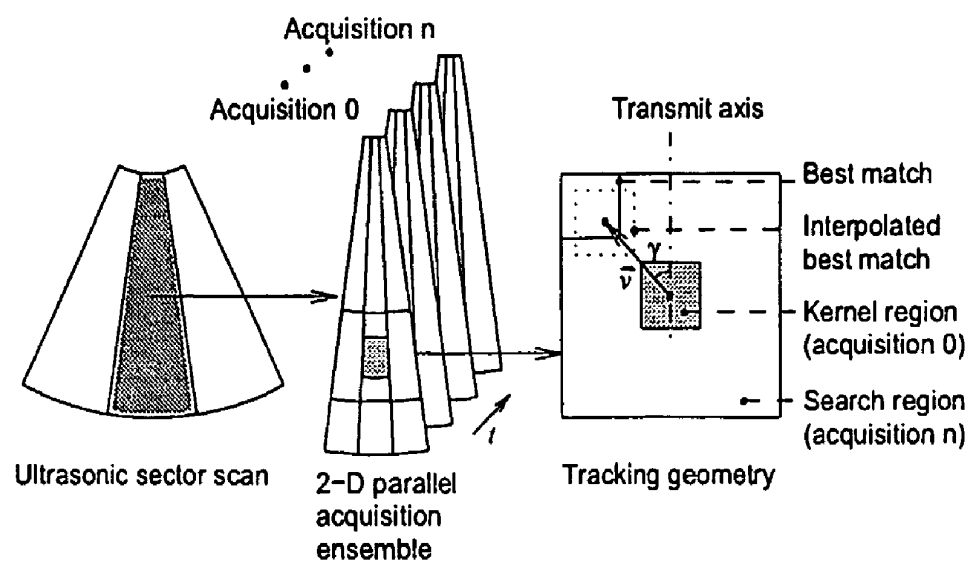 Acquisition n
Acquisition 0
Transmit axis
Best match
Interpolated
best match
γ
v̄
Kernel region
(acquisition 0)
Search region
(acquisition n)
t
Ultrasonic sector scan
2-D parallel
acquisition
ensemble
Tracking geometry